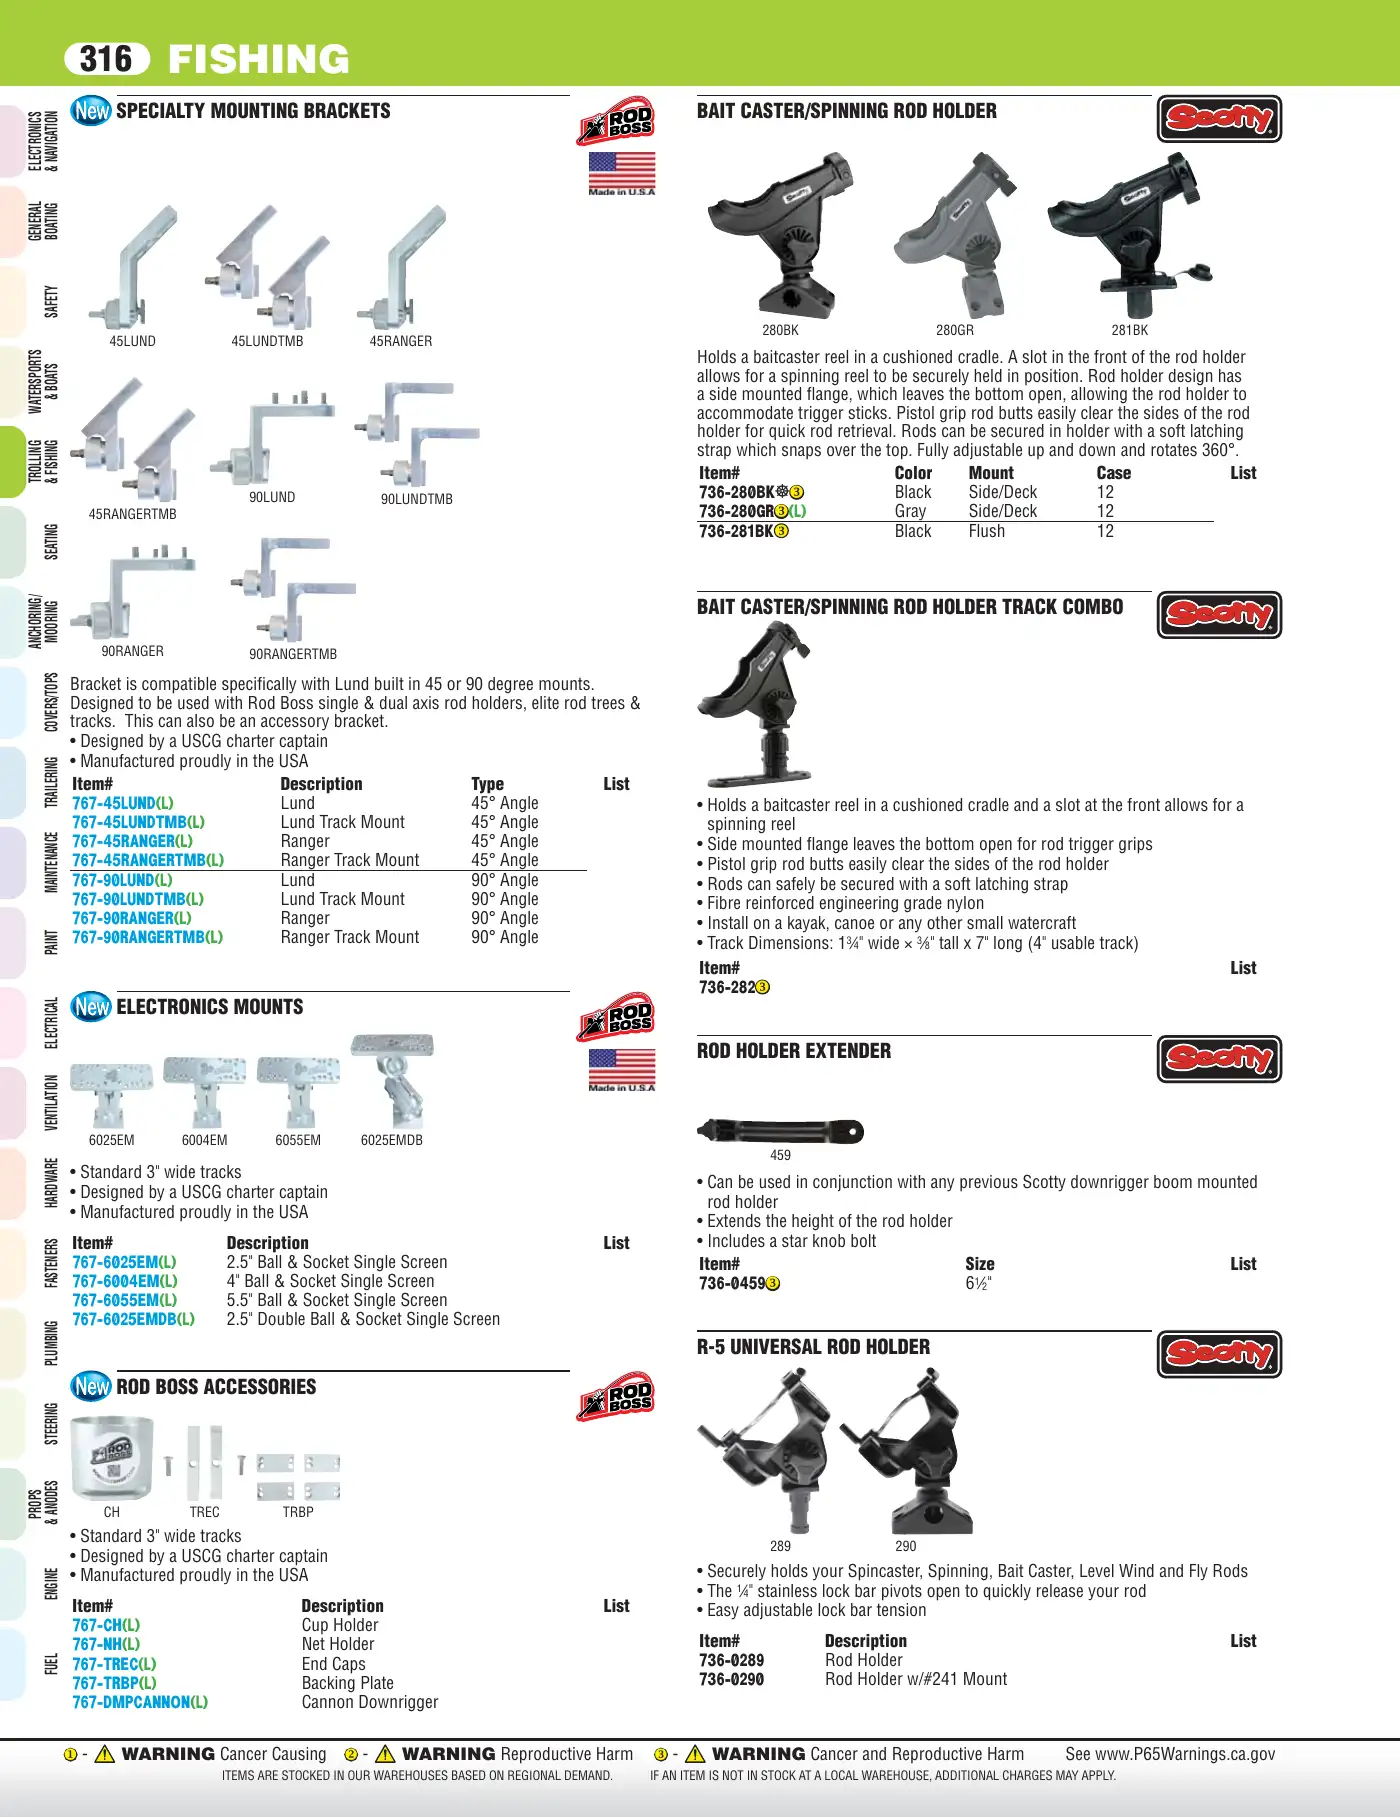 316 FISHING
ELECTRONICS
& NAVIGATION
GENERAL
BOATING
SAFETY
WATERSPORTS
& BOATS
TROLLING
& FISHING
SEATING
ANCHORING/
MOORING
COVERS/TOPS
TRAILERING
MAINTENANCE
PAINT
ELECTRICAL
VENTILATION
HARDWARE
FASTENERS
PLUMBING
STEERING
PROPS
& ANODES
ENGINE
FUEL
New SPECIALTY MOUNTING BRACKETS
ROD BOSS
Made in U.S.A
45LUND 45LUNDTMB 45RANGER
45RANGERTMB 90LUND 90LUNDTMB
90RANGER 90RANGERTMB
Bracket is compatible specifically with Lund built in 45 or 90 degree mounts.
Designed to be used with Rod Boss single & dual axis rod holders, elite rod trees &
tracks. This can also be an accessory bracket.
• Designed by a USCG charter captain
• Manufactured proudly in the USA
Item# Description Type List
767-45LUND(L) Lund 45° Angle
767-45LUNDTMB(L) Lund Track Mount 45° Angle
767-45RANGER(L) Ranger 45° Angle
767-45RANGERTMB(L) Ranger Track Mount 45° Angle
767-90LUND(L) Lund 90° Angle
767-90LUNDTMB(L) Lund Track Mount 90° Angle
767-90RANGER(L) Ranger 90° Angle
767-90RANGERTMB(L) Ranger Track Mount 90° Angle
New ELECTRONICS MOUNTS
ROD BOSS
Made in U.S.A
6025EM 6004EM 6055EM 6025EMDB
• Standard 3" wide tracks
• Designed by a USCG charter captain
• Manufactured proudly in the USA
Item# Description List
767-6025EM(L) 2.5" Ball & Socket Single Screen
767-6004EM(L) 4" Ball & Socket Single Screen
767-6055EM(L) 5.5" Ball & Socket Single Screen
767-6025EMDB(L) 2.5" Double Ball & Socket Single Screen
New ROD BOSS ACCESSORIES
ROD BOSS
ROD BOSS
CH TREC TRBP
• Standard 3" wide tracks
• Designed by a USCG charter captain
• Manufactured proudly in the USA
Item# Description List
767-CH(L) Cup Holder
767-NH(L) Net Holder
767-TREC(L) End Caps
767-TRBP(L) Backing Plate
767-DMPCANNON(L) Cannon Downrigger
BAIT CASTER/SPINNING ROD HOLDER
Scotty
280BK 280GR 281BK
Holds a baitcaster reel in a cushioned cradle. A slot in the front of the rod holder
allows for a spinning reel to be securely held in position. Rod holder design has
a side mounted flange, which leaves the bottom open, allowing the rod holder to
accommodate trigger sticks. Pistol grip rod butts easily clear the sides of the rod
holder for quick rod retrieval. Rods can be secured in holder with a soft latching
strap which snaps over the top. Fully adjustable up and down and rotates 360°.
Item# Color Mount Case List
736-280BK☸3 Black Side/Deck 12
736-280GR3(L) Gray Side/Deck 12
736-281BK3 Black Flush 12
BAIT CASTER/SPINNING ROD HOLDER TRACK COMBO
Scotty
• Holds a baitcaster reel in a cushioned cradle and a slot at the front allows for a
spinning reel
• Side mounted flange leaves the bottom open for rod trigger grips
• Pistol grip rod butts easily clear the sides of the rod holder
• Rods can safely be secured with a soft latching strap
• Fibre reinforced engineering grade nylon
• Install on a kayak, canoe or any other small watercraft
• Track Dimensions: 1¾" wide × ⅜" tall x 7" long (4" usable track)
Item# List
736-2823
ROD HOLDER EXTENDER
Scotty
459
• Can be used in conjunction with any previous Scotty downrigger boom mounted
rod holder
• Extends the height of the rod holder
• Includes a star knob bolt
Item# Size List
736-04593 6½"
R-5 UNIVERSAL ROD HOLDER
Scotty
289 290
• Securely holds your Spincaster, Spinning, Bait Caster, Level Wind and Fly Rods
• The ¼" stainless lock bar pivots open to quickly release your rod
• Easy adjustable lock bar tension
Item# Description List
736-0289 Rod Holder
736-0290 Rod Holder w/#241 Mount
1 - ⚠ WARNING Cancer Causing 2 - ⚠ WARNING Reproductive Harm 3 - ⚠ WARNING Cancer and Reproductive Harm See www.P65Warnings.ca.gov
ITEMS ARE STOCKED IN OUR WAREHOUSES BASED ON REGIONAL DEMAND. IF AN ITEM IS NOT IN STOCK AT A LOCAL WAREHOUSE, ADDITIONAL CHARGES MAY APPLY.